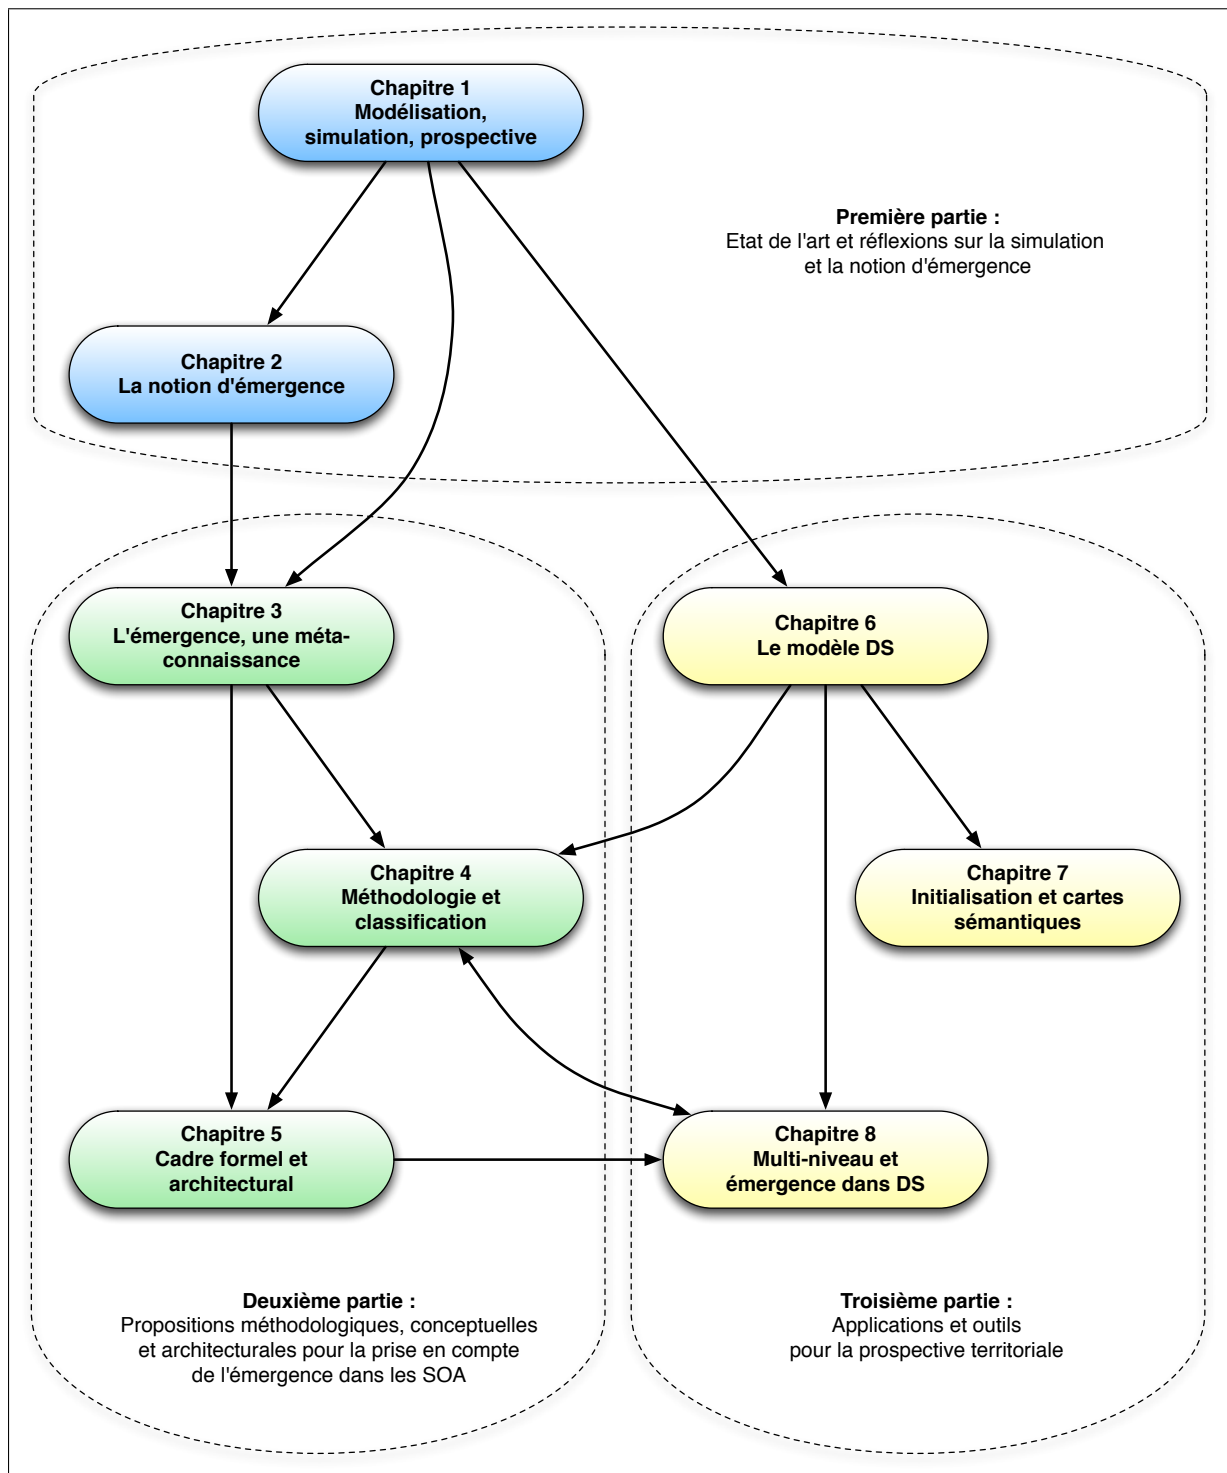 Chapitre 1
Modélisation,
simulation, prospective
Première partie :
Etat de l'art et réflexions sur la simulation
et la notion d'émergence
Chapitre 2
La notion d'émergence
Chapitre 3
L'émergence, une méta-
connaissance
Chapitre 6
Le modèle DS
Chapitre 4
Méthodologie et
classification
Chapitre 7
Initialisation et cartes
sémantiques
Chapitre 5
Cadre formel et
architectural
Chapitre 8
Multi-niveau et
émergence dans DS
Deuxième partie :
Propositions méthodologiques, conceptuelles
et architecturales pour la prise en compte
de l'émergence dans les SOA
Troisième partie :
Applications et outils
pour la prospective territoriale